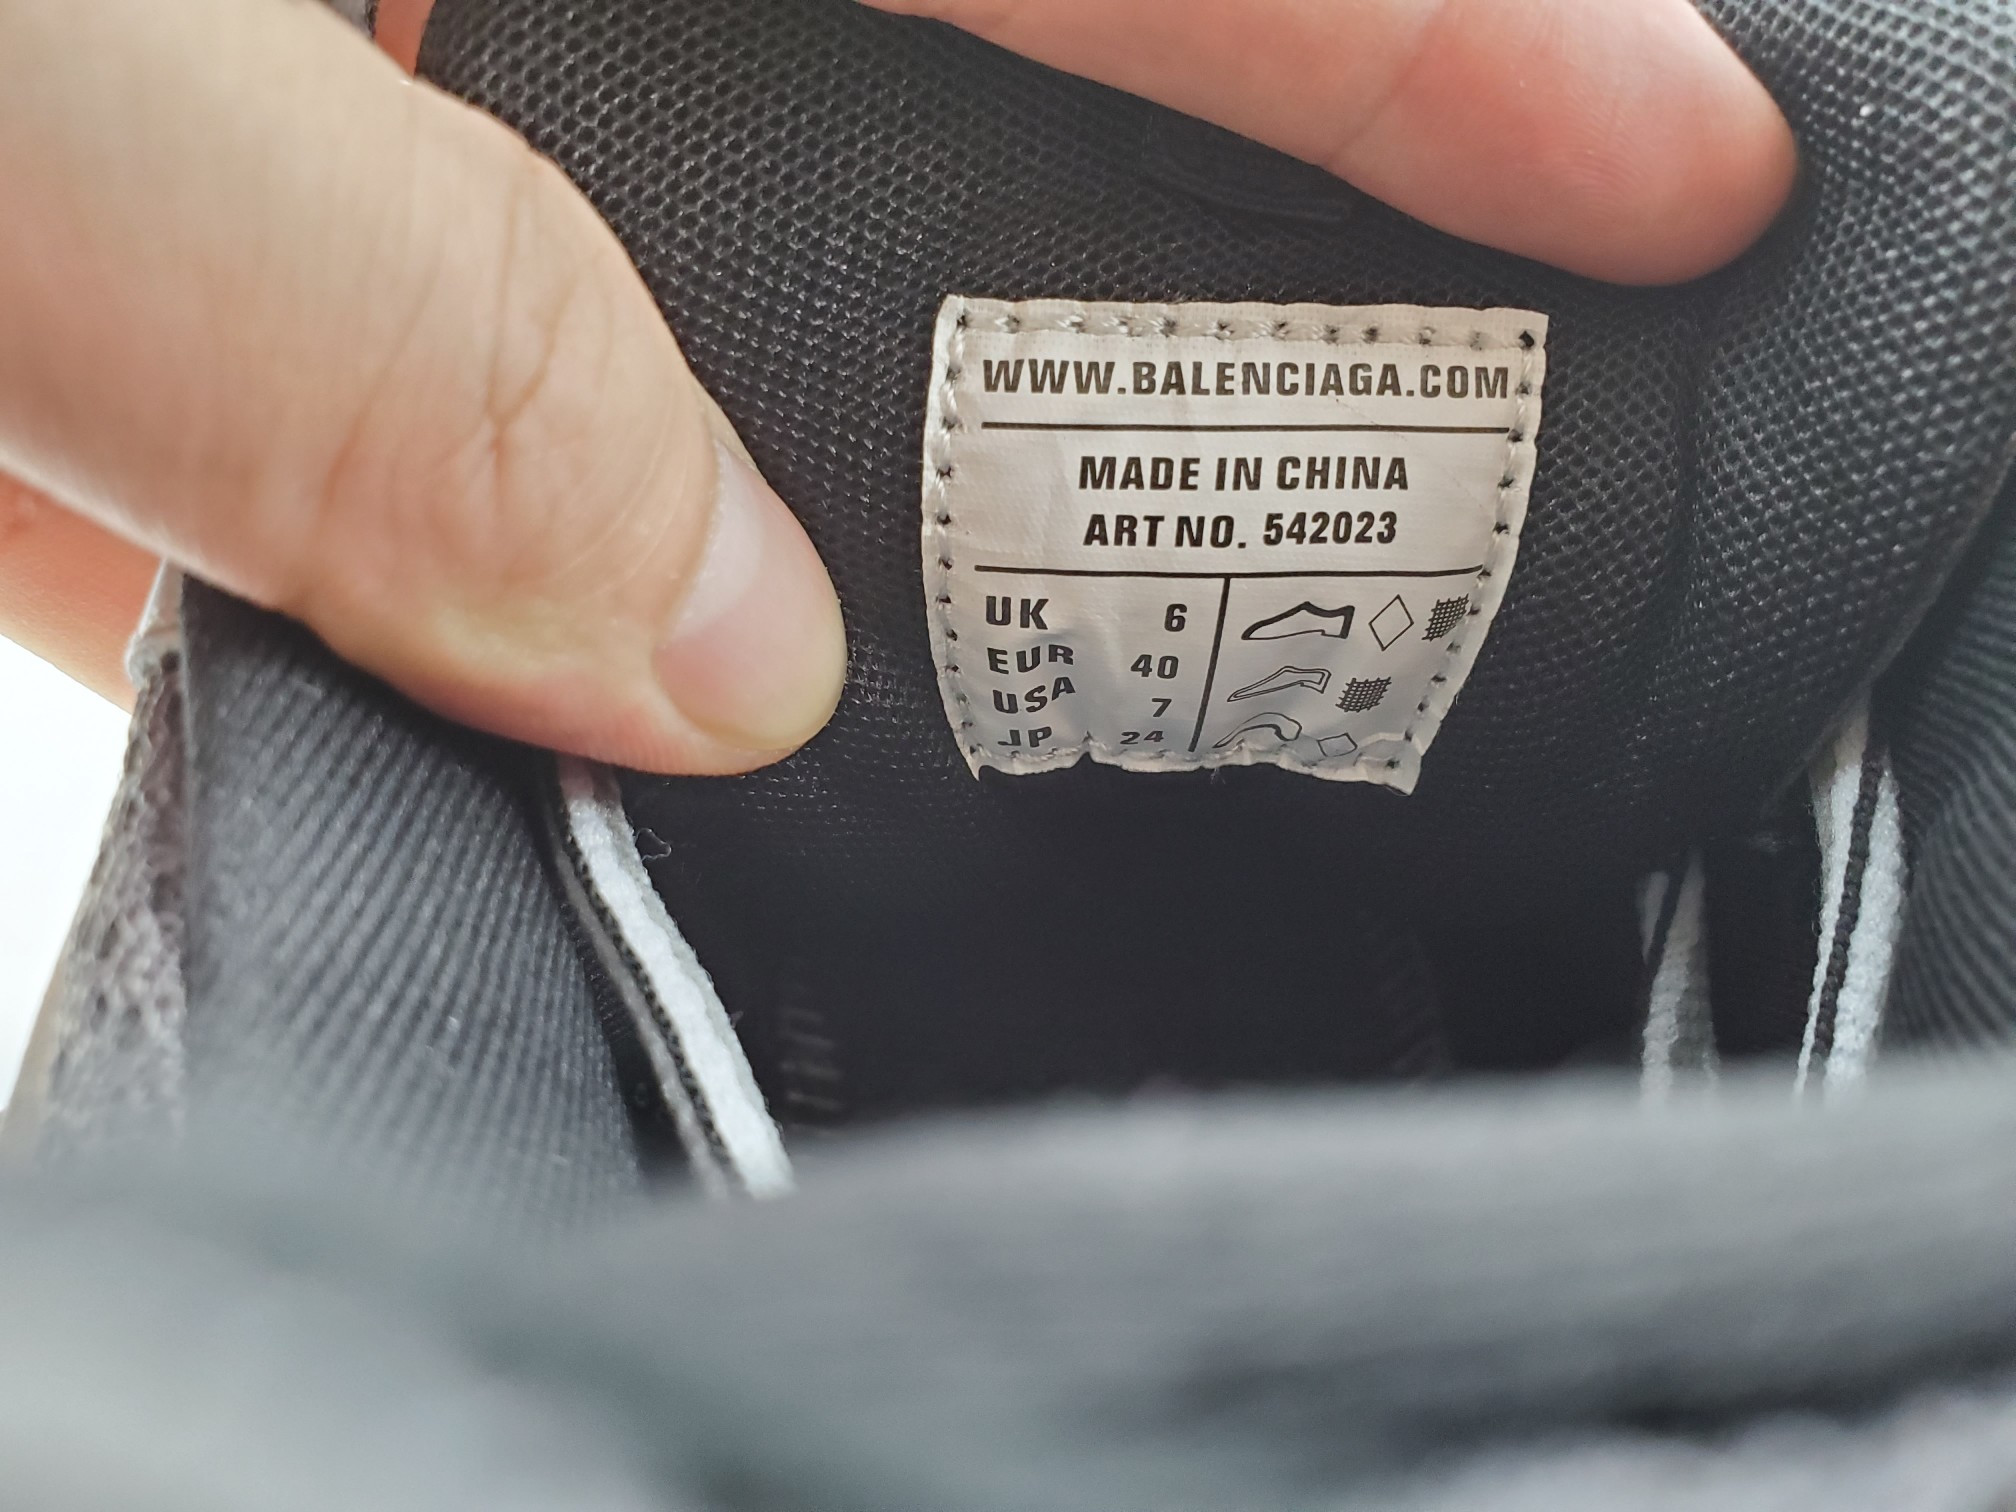 WWW.BALENCIAGA.COM
MADE IN CHINA
ART NO. 542023
UK 6
EUR 40
USA 7
JP 24